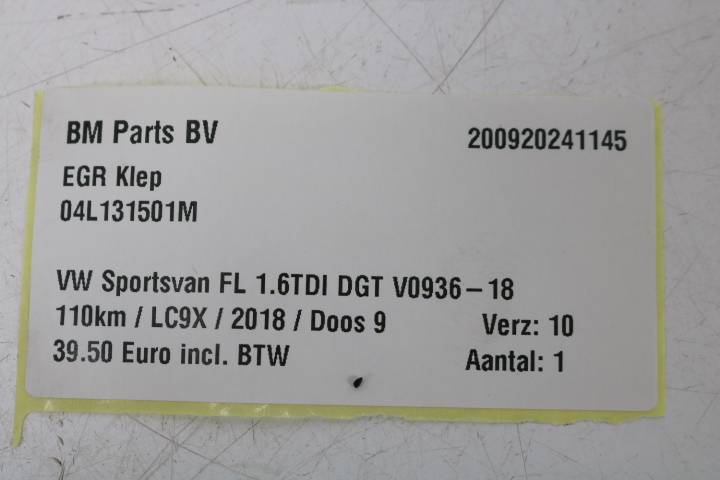 BM Parts BV 200920241145
EGR Klep
04L131501M
VW Sportsvan FL 1.6TDI DGT V0936-18
110km / LC9X / 2018 / Doos 9 Verz: 10
39.50 Euro incl. BTW Aantal: 1